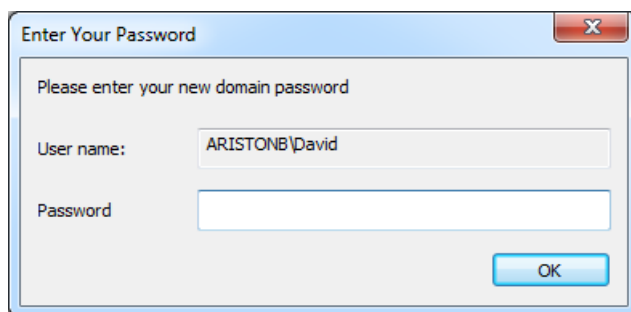 Enter Your Password
Please enter your new domain password
User name:
ARISTONB\David
Password
OK